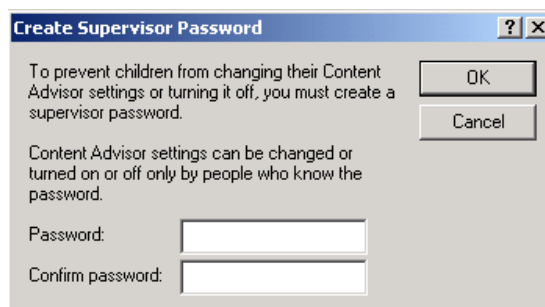 Create Supervisor Password
To prevent children from changing their Content
Advisor settings or turning it off, you must create a
supervisor password.
OK
Cancel
Content Advisor settings can be changed or
turned on or off only by people who know the
password.
Password:
Confirm password: